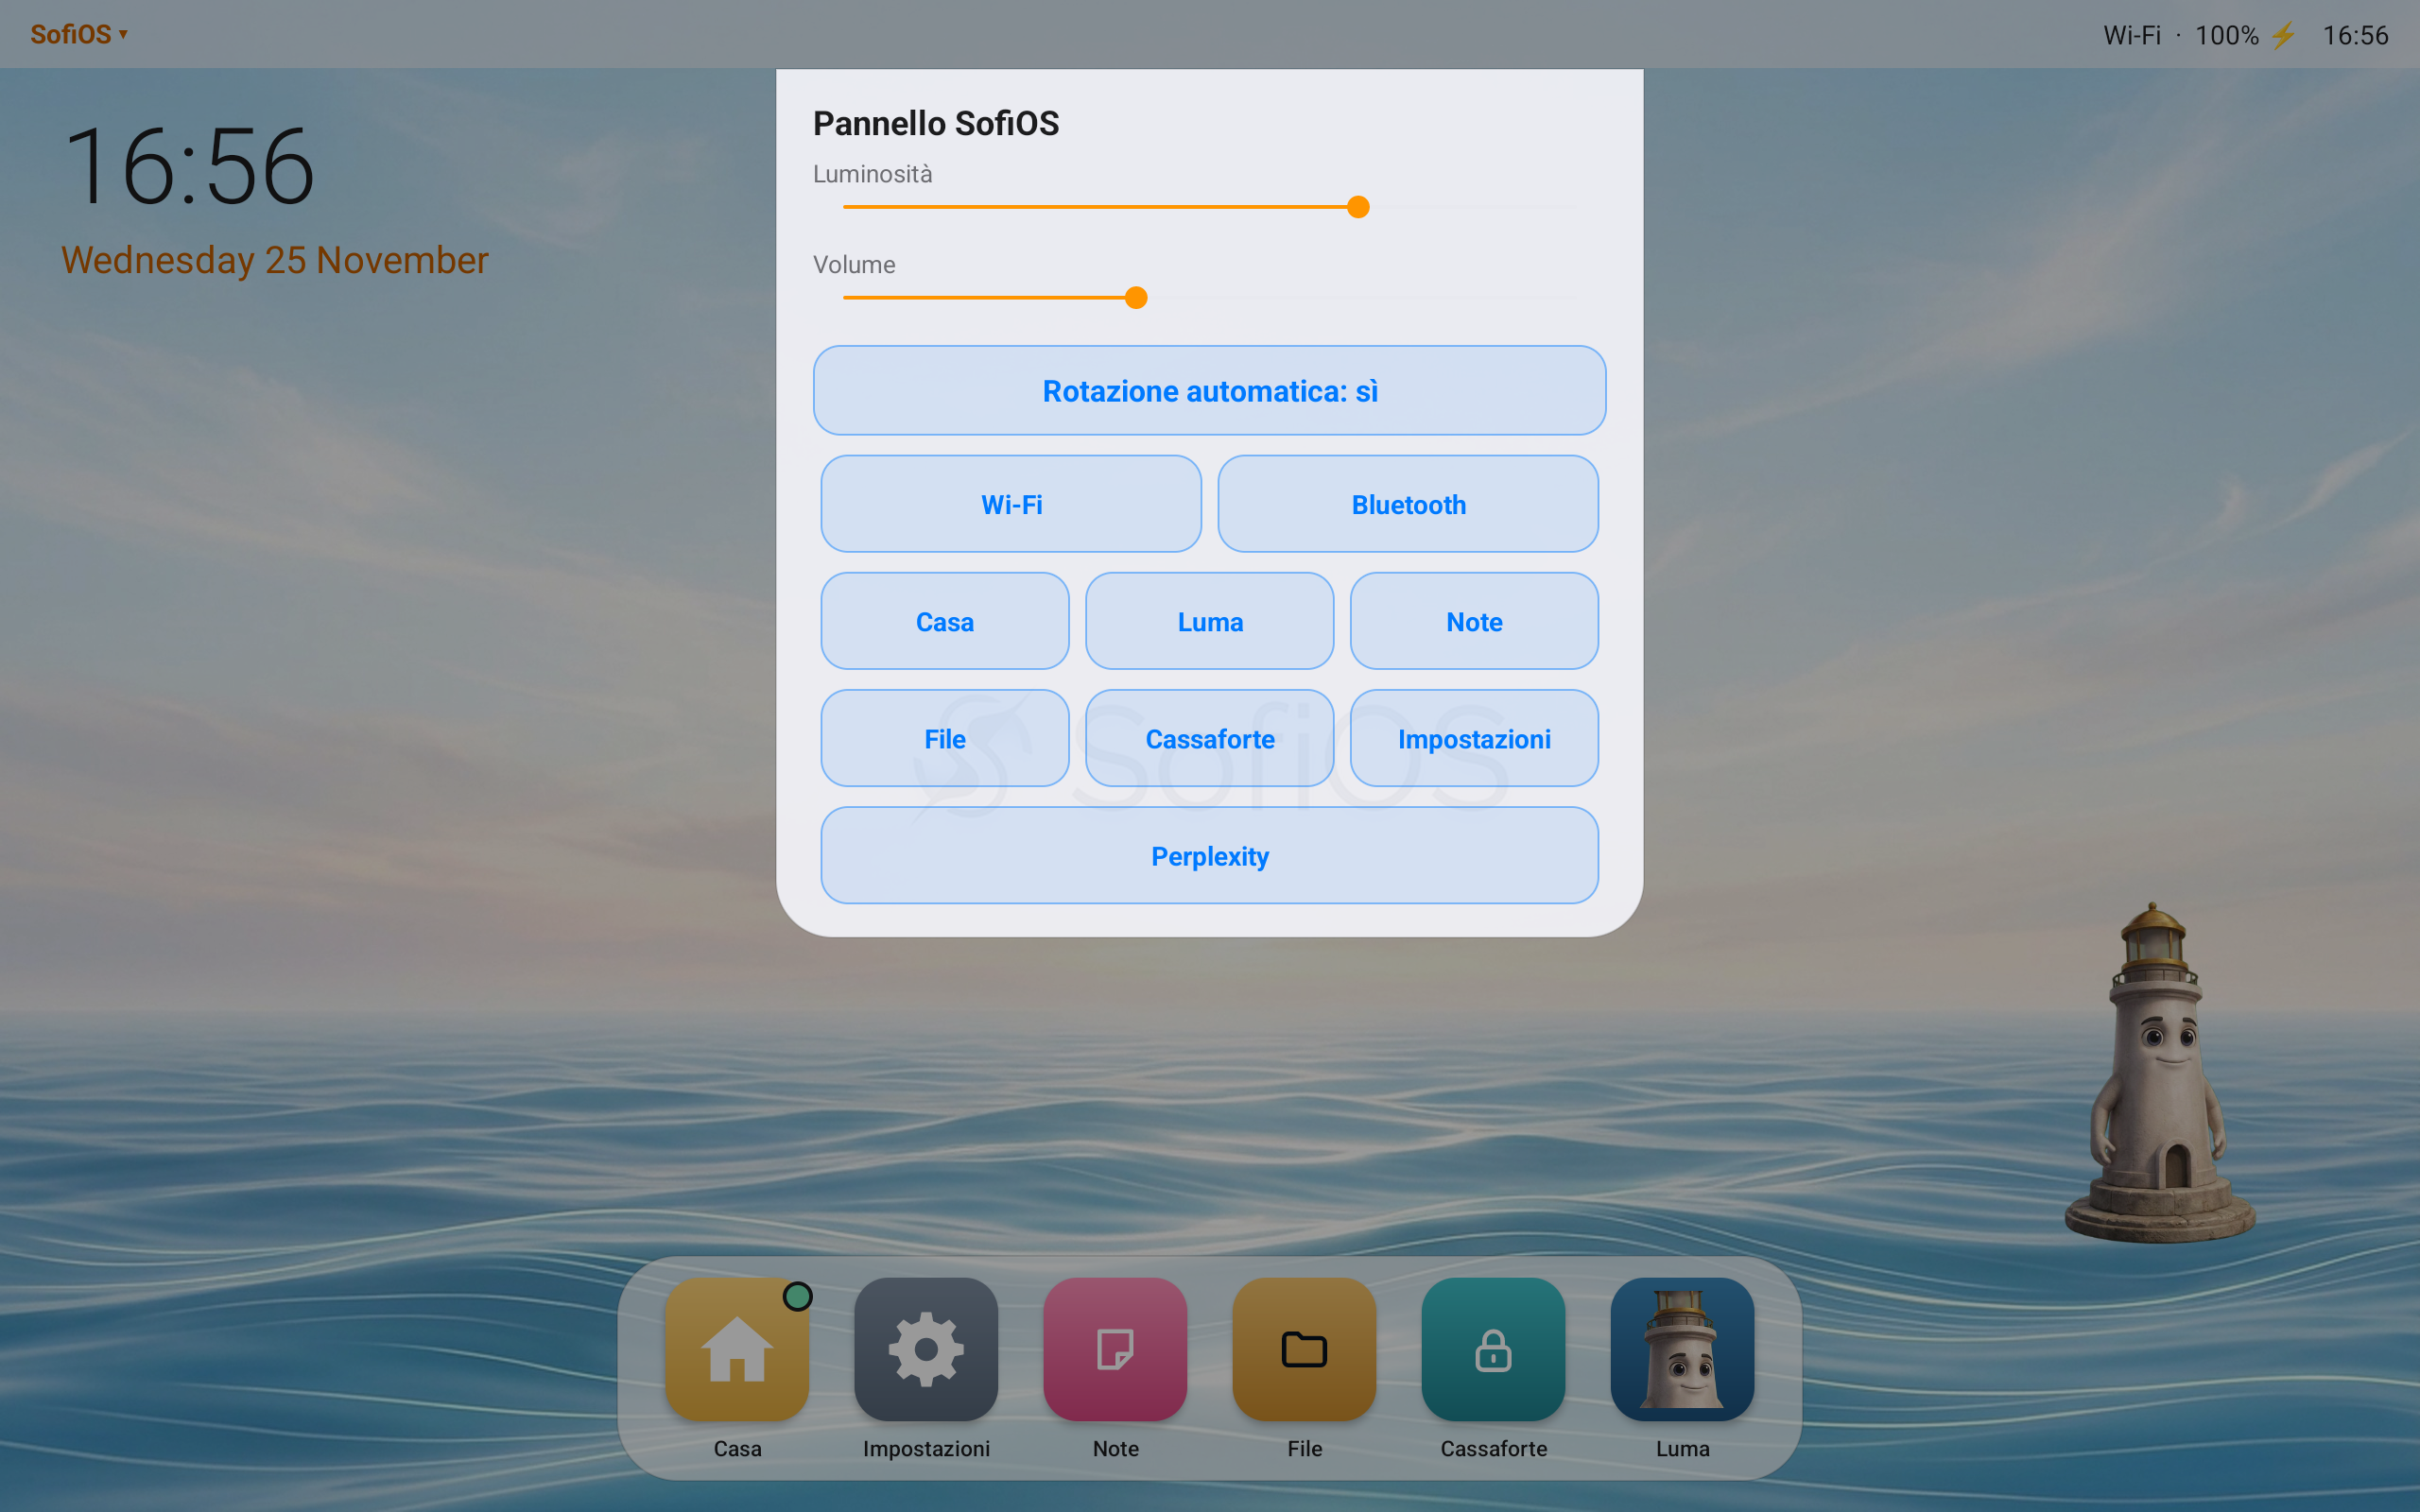 SofiOS ▾
Wi-Fi · 100% ⚡ 16:56
16:56
Wednesday 25 November
Pannello SofiOS
Luminosità
Volume
Rotazione automatica: sì
Wi-Fi
Bluetooth
Casa
Luma
Note
File
Cassaforte
Impostazioni
SofiOS
Perplexity
Casa
Impostazioni
Note
File
Cassaforte
Luma